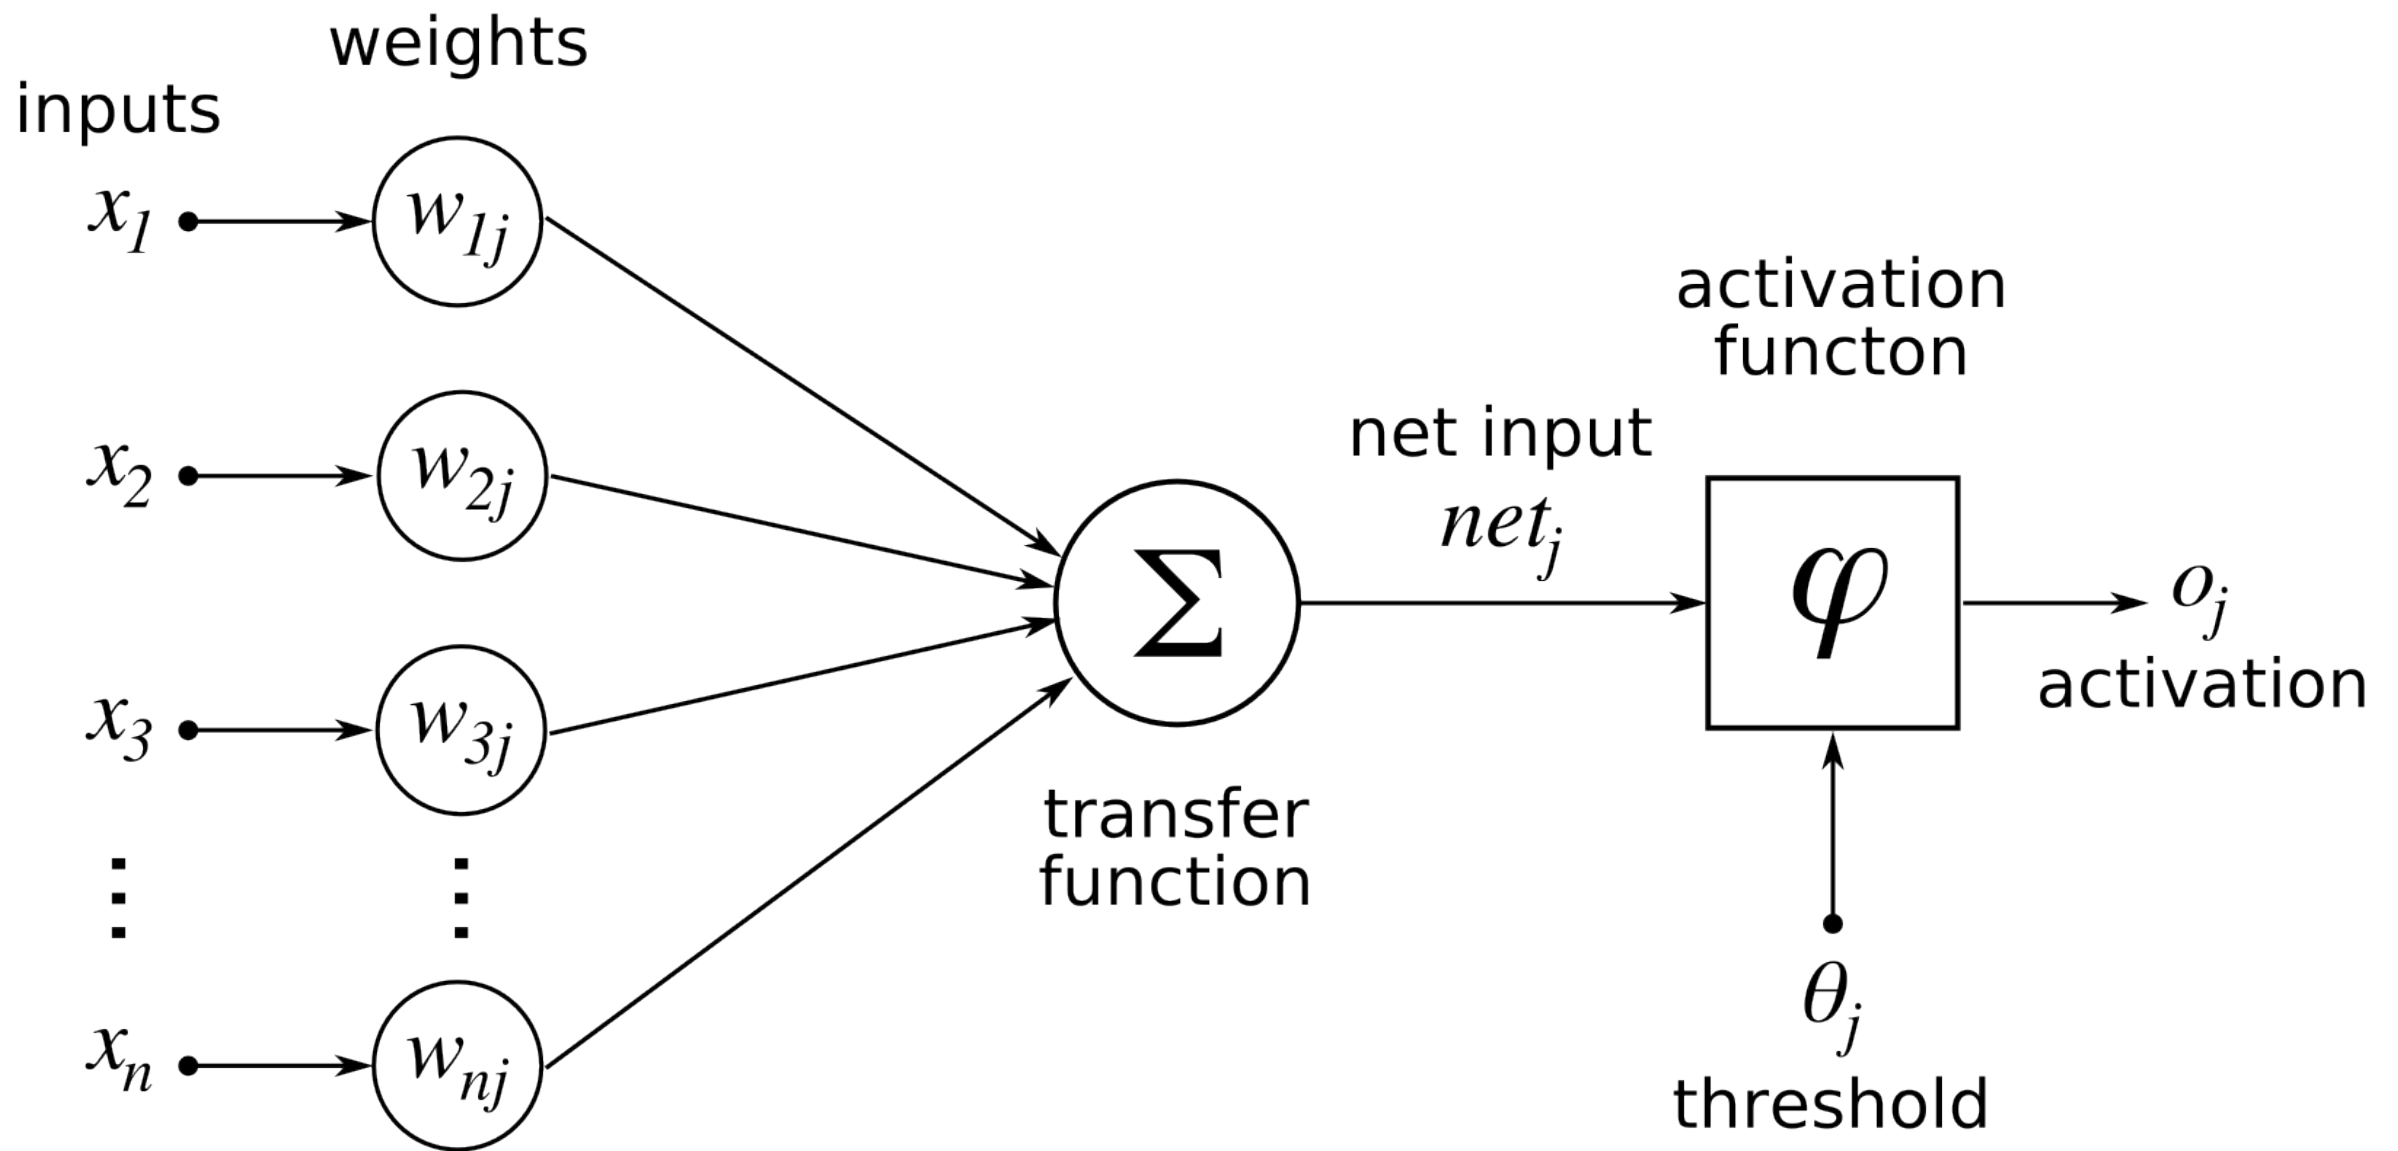 weights
inputs
x₁
w₁ⱼ
x₂
w₂ⱼ
x₃
w₃ⱼ
⋮ ⋮
xₙ
wₙⱼ
Σ
transfer
function
net input
netⱼ
activation
functon
φ
oⱼ
activation
θⱼ
threshold